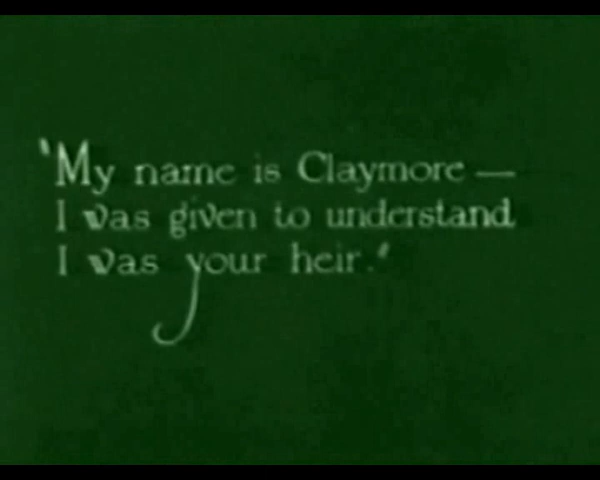 'My name is Claymore —
I was given to understand
I was your heir.'